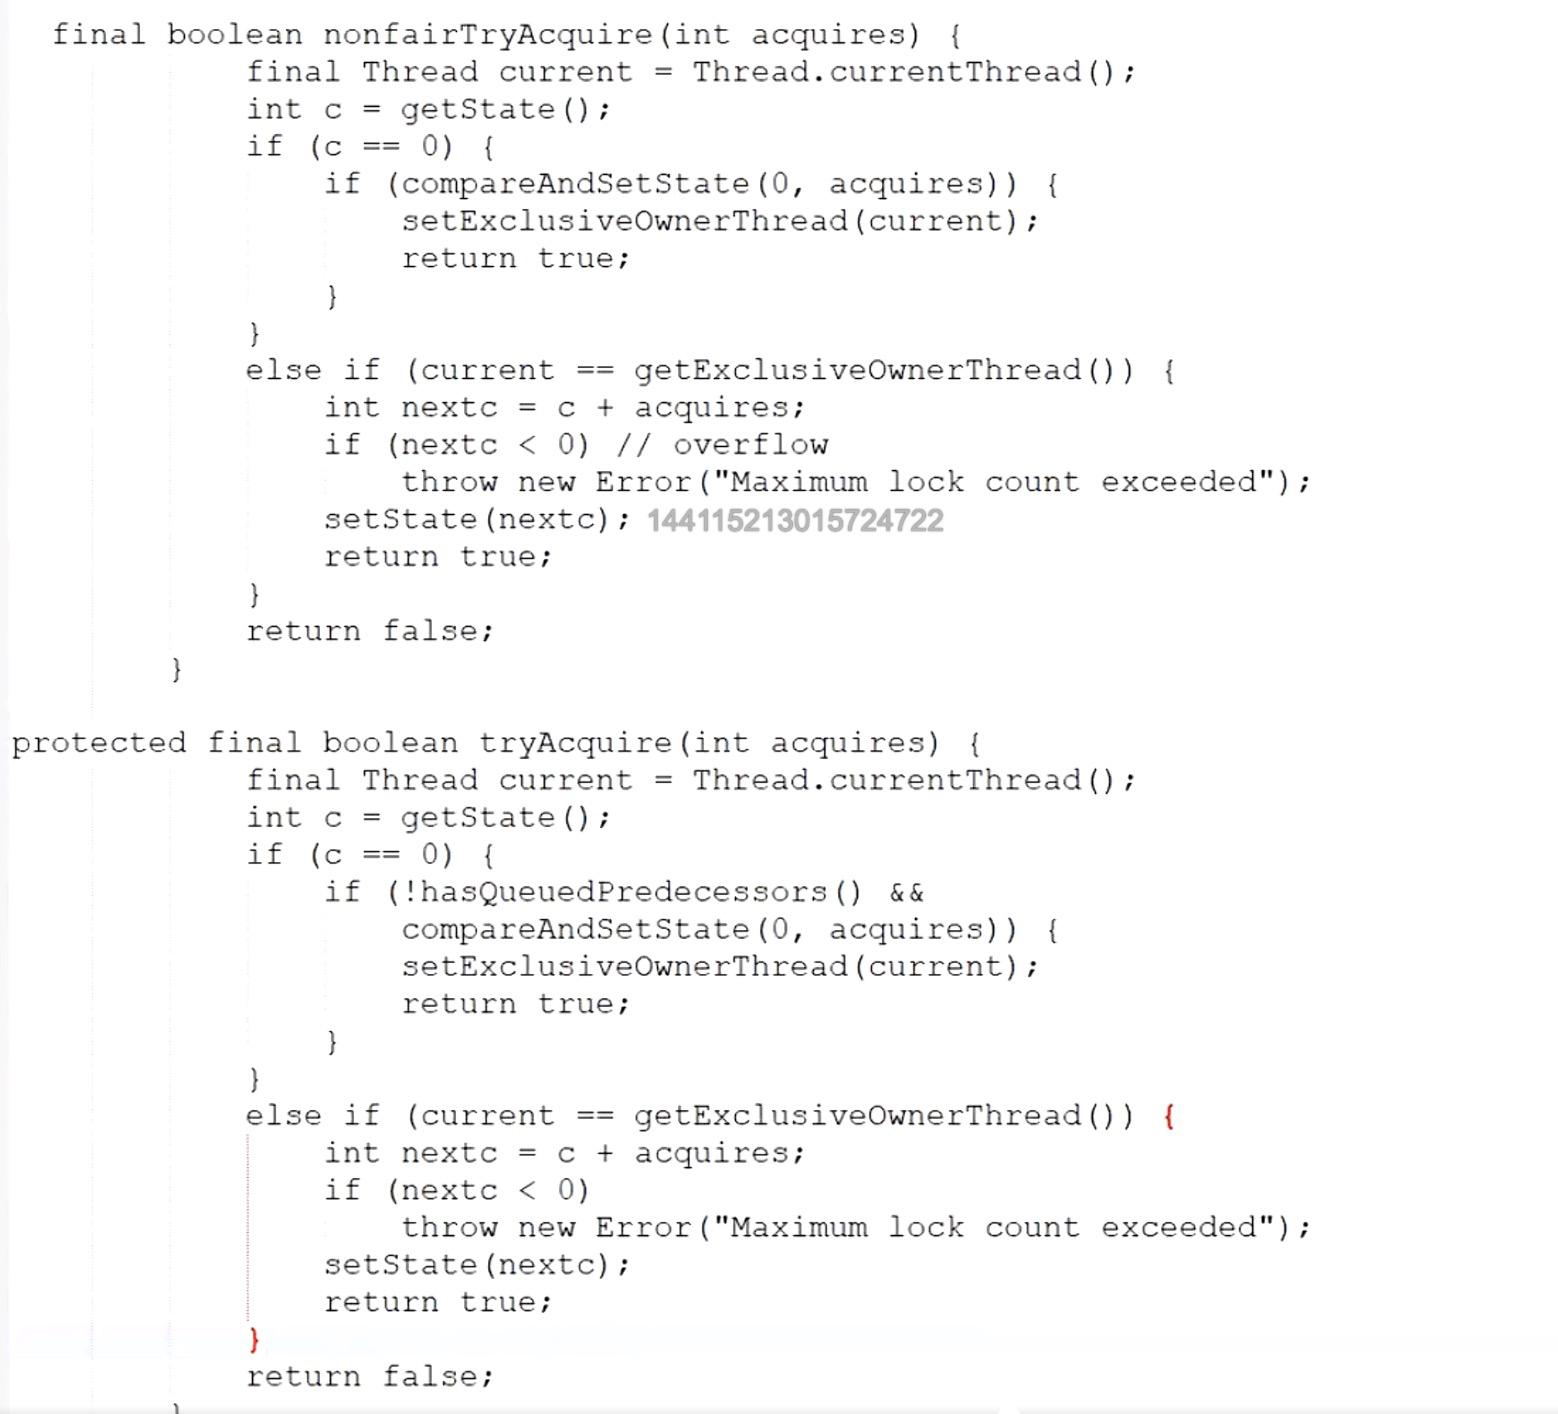 final boolean nonfairTryAcquire(int acquires) {
final Thread current = Thread.currentThread();
int c = getState();
if (c == 0) {
if (compareAndSetState(0, acquires)) {
setExclusiveOwnerThread(current);
return true;
}
}
else if (current == getExclusiveOwnerThread()) {
int nextc = c + acquires;
if (nextc < 0) // overflow
throw new Error("Maximum lock count exceeded");
setState(nextc); 144115213015724722
return true;
}
return false;
}
protected final boolean tryAcquire(int acquires) {
final Thread current = Thread.currentThread();
int c = getState();
if (c == 0) {
if (!hasQueuedPredecessors() &&
compareAndSetState(0, acquires)) {
setExclusiveOwnerThread(current);
return true;
}
}
else if (current == getExclusiveOwnerThread()) {
int nextc = c + acquires;
if (nextc < 0)
throw new Error("Maximum lock count exceeded");
setState(nextc);
return true;
}
return false;
}